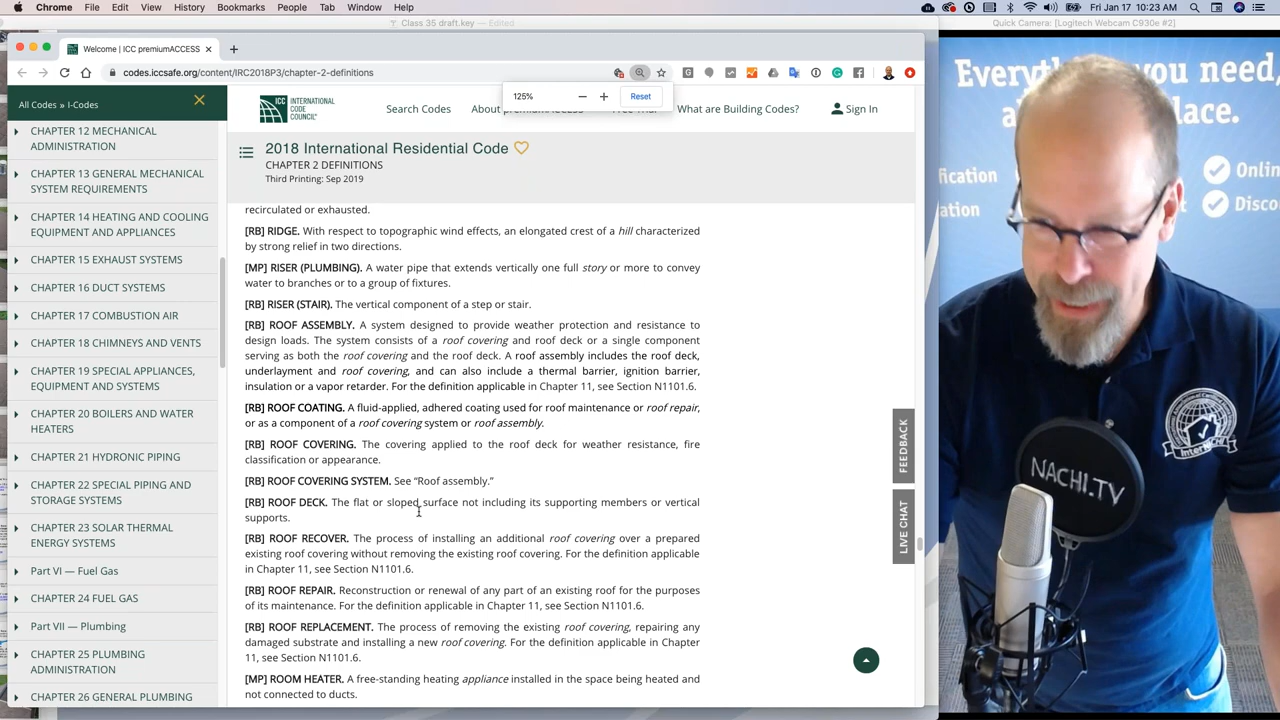 Chrome File Edit View History Bookmarks People Tab Window Help Fri Jan 17 10:23 AM
Class 35 draft.key — Edited
Quick Camera: [Logitech Webcam C930e #2]
Welcome | ICC premiumACCESS
codes.iccsafe.org/content/IRC2018P3/chapter-2-definitions
125% Reset
All Codes » I-Codes
CHAPTER 12 MECHANICAL
ADMINISTRATION
CHAPTER 13 GENERAL MECHANICAL
SYSTEM REQUIREMENTS
CHAPTER 14 HEATING AND COOLING
EQUIPMENT AND APPLIANCES
CHAPTER 15 EXHAUST SYSTEMS
CHAPTER 16 DUCT SYSTEMS
CHAPTER 17 COMBUSTION AIR
CHAPTER 18 CHIMNEYS AND VENTS
CHAPTER 19 SPECIAL APPLIANCES,
EQUIPMENT AND SYSTEMS
CHAPTER 20 BOILERS AND WATER
HEATERS
CHAPTER 21 HYDRONIC PIPING
CHAPTER 22 SPECIAL PIPING AND
STORAGE SYSTEMS
CHAPTER 23 SOLAR THERMAL
ENERGY SYSTEMS
Part VI — Fuel Gas
CHAPTER 24 FUEL GAS
Part VII — Plumbing
CHAPTER 25 PLUMBING
ADMINISTRATION
CHAPTER 26 GENERAL PLUMBING
ICC INTERNATIONAL
CODE
COUNCIL
Search Codes About premiumACCESS Free Trial What are Building Codes? Sign In
2018 International Residential Code
CHAPTER 2 DEFINITIONS
Third Printing: Sep 2019
recirculated or exhausted.
[RB] RIDGE. With respect to topographic wind effects, an elongated crest of a hill characterized
by strong relief in two directions.
[MP] RISER (PLUMBING). A water pipe that extends vertically one full story or more to convey
water to branches or to a group of fixtures.
[RB] RISER (STAIR). The vertical component of a step or stair.
[RB] ROOF ASSEMBLY. A system designed to provide weather protection and resistance to
design loads. The system consists of a roof covering and roof deck or a single component
serving as both the roof covering and the roof deck. A roof assembly includes the roof deck,
underlayment and roof covering, and can also include a thermal barrier, ignition barrier,
insulation or a vapor retarder. For the definition applicable in Chapter 11, see Section N1101.6.
[RB] ROOF COATING. A fluid-applied, adhered coating used for roof maintenance or roof repair,
or as a component of a roof covering system or roof assembly.
[RB] ROOF COVERING. The covering applied to the roof deck for weather resistance, fire
classification or appearance.
[RB] ROOF COVERING SYSTEM. See “Roof assembly.”
[RB] ROOF DECK. The flat or sloped surface not including its supporting members or vertical
supports.
[RB] ROOF RECOVER. The process of installing an additional roof covering over a prepared
existing roof covering without removing the existing roof covering. For the definition applicable
in Chapter 11, see Section N1101.6.
[RB] ROOF REPAIR. Reconstruction or renewal of any part of an existing roof for the purposes
of its maintenance. For the definition applicable in Chapter 11, see Section N1101.6.
[RB] ROOF REPLACEMENT. The process of removing the existing roof covering, repairing any
damaged substrate and installing a new roof covering. For the definition applicable in Chapter
11, see Section N1101.6.
[MP] ROOM HEATER. A free-standing heating appliance installed in the space being heated and
not connected to ducts.
FEEDBACK
LIVE CHAT
you need,
NACHI.TV